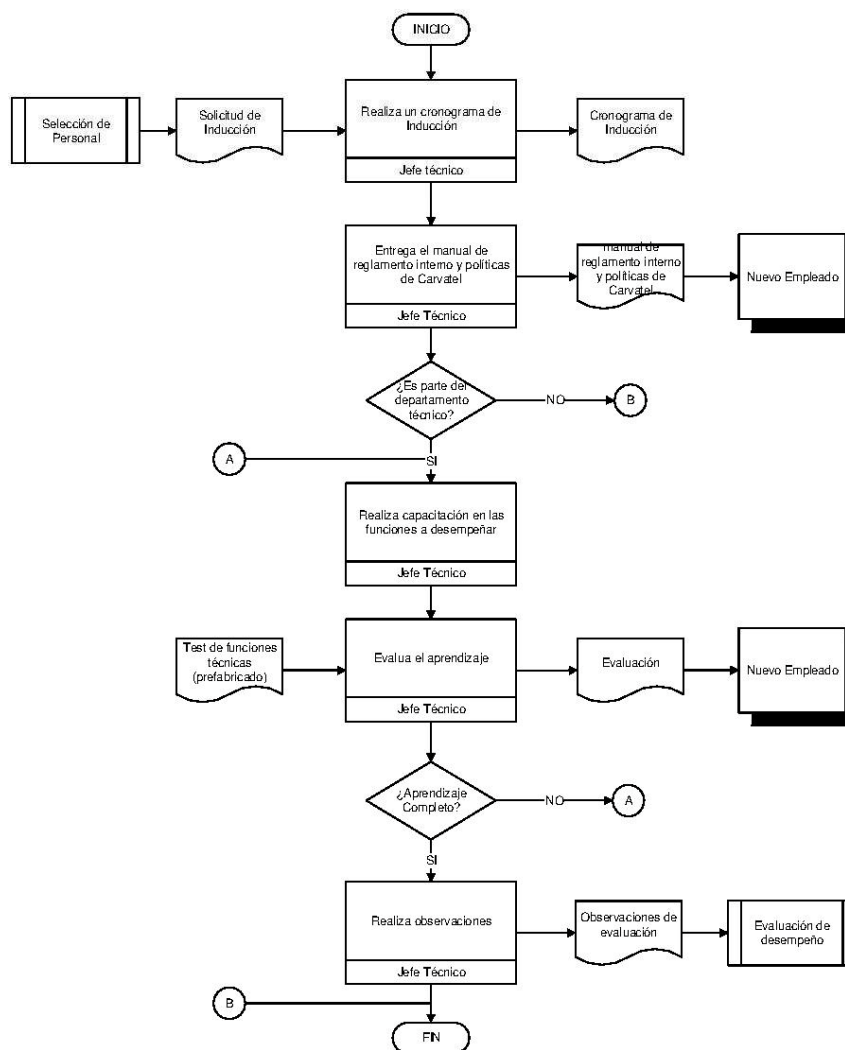 INICIO
Selección de
Personal
Solicitud de
Inducción
Realiza un cronograma de
Inducción
Jefe técnico
Cronograma de
Inducción
Entrega el manual de
reglamento interno y políticas
de Carvatel
Jefe Técnico
manual de
reglamento interno
y políticas de
Carvatel
Nuevo Empleado
¿Es parte del
departamento
técnico?
NO
B
A
SI
Realiza capacitación en las
funciones a desempeñar
Jefe Técnico
Test de funciones
técnicas
(prefabricado)
Evalua el aprendizaje
Jefe Técnico
Evaluación
Nuevo Empleado
¿Aprendizaje
Completo?
NO
A
SI
Realiza observaciones
Jefe Técnico
Observaciones de
evaluación
Evaluación de
desempeño
B
FIN